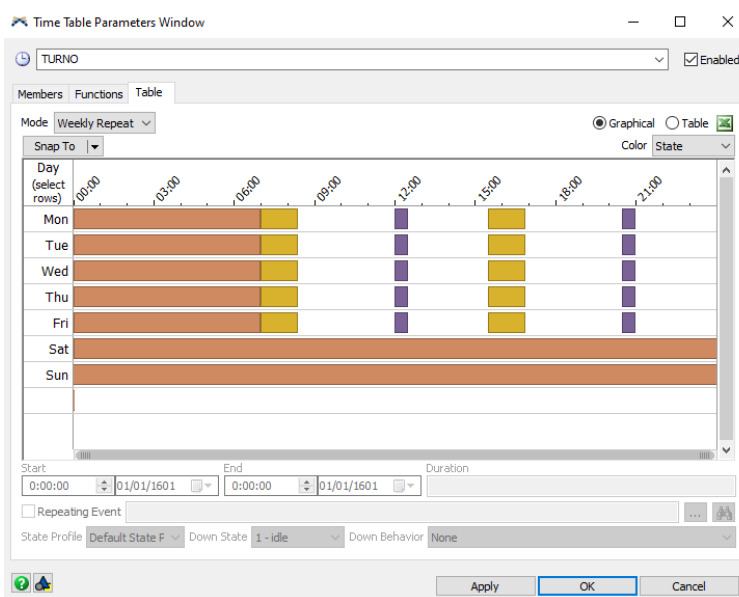 Time Table Parameters Window
TURNO
Enabled
Members Functions Table
Mode Weekly Repeat
Graphical Table
Snap To
Color State
Day
(select
rows)
00:00 03:00 06:00 09:00 12:00 15:00 18:00 21:00
Mon
Tue
Wed
Thu
Fri
Sat
Sun
Start End Duration
0:00:00 01/01/1601 0:00:00 01/01/1601
Repeating Event ...
State Profile Default State P Down State 1 - idle Down Behavior None
Apply OK Cancel